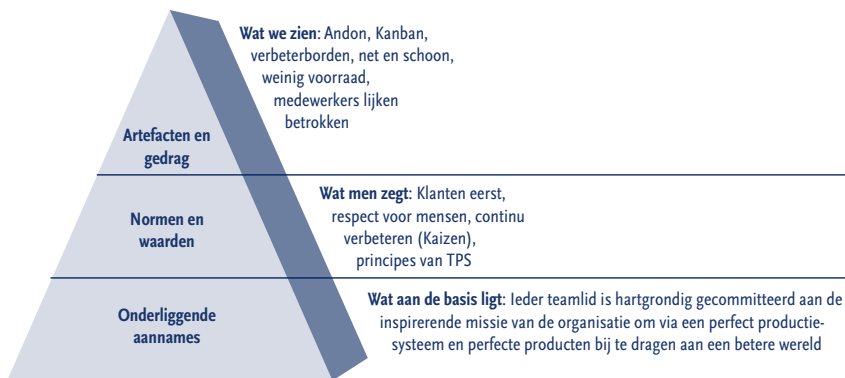 Wat we zien: Andon, Kanban,
verbeterborden, net en schoon,
weinig voorraad,
medewerkers lijken
betrokken
Artefacten en
gedrag
Wat men zegt: Klanten eerst,
respect voor mensen, continu
verbeteren (Kaizen),
principes van TPS
Normen en
waarden
Wat aan de basis ligt: Ieder teamlid is hartgrondig gecommitteerd aan de
inspirerende missie van de organisatie om via een perfect productie-
systeem en perfecte producten bij te dragen aan een betere wereld
Onderliggende
aannames